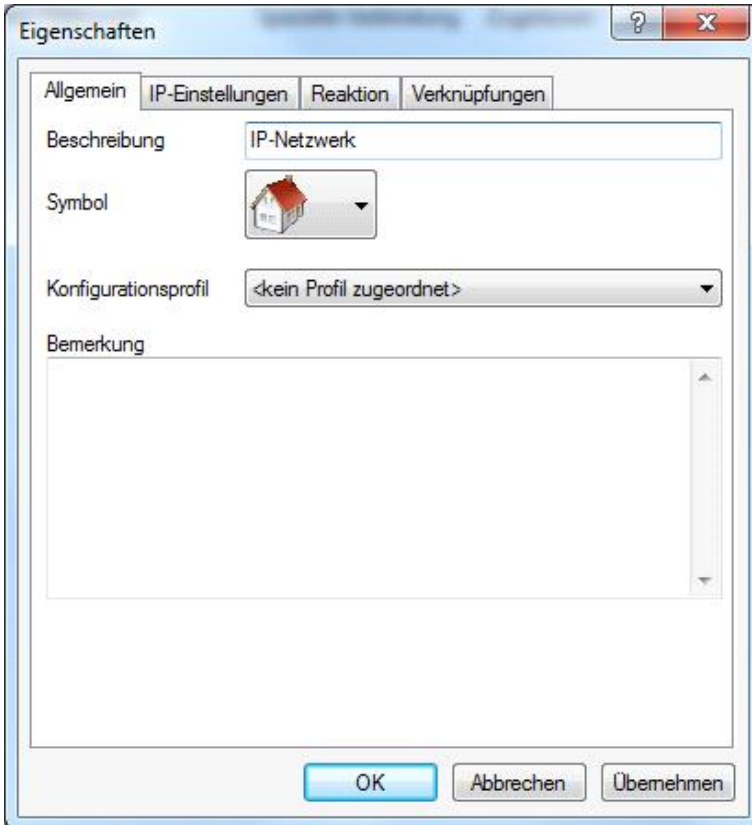 Eigenschaften
Allgemein IP-Einstellungen Reaktion Verknüpfungen
Beschreibung IP-Netzwerk
Symbol
Konfigurationsprofil <kein Profil zugeordnet>
Bemerkung
OK Abbrechen Übernehmen